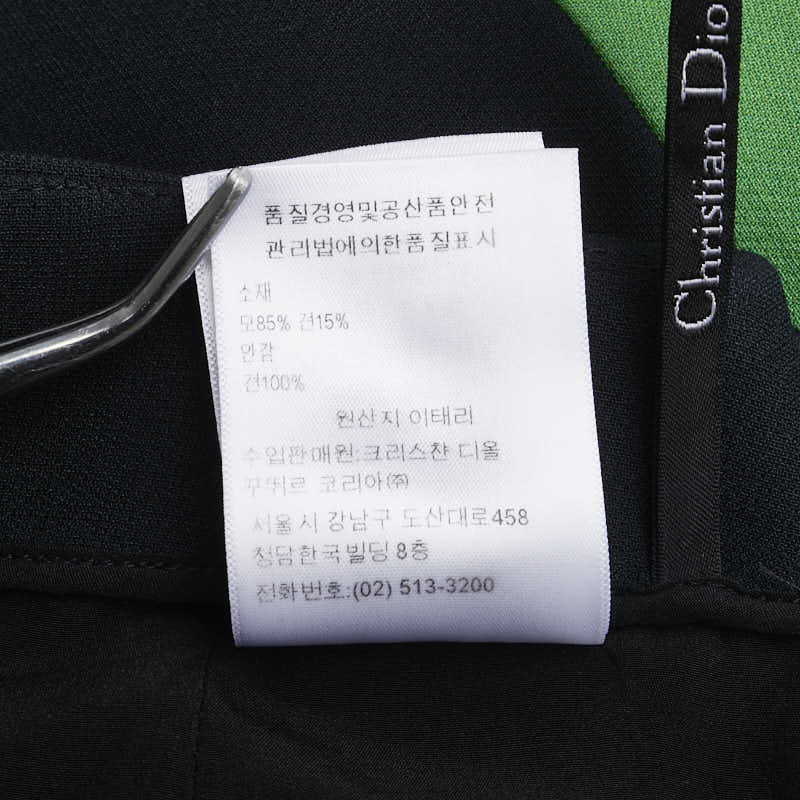 품질경영및공산품안전
관리법에의한품질표시
소재
모85% 견15%
안감
견100%
원산지 이태리
수입판매원:크리스챤 디올
꾸뛰르 코리아㈜
서울시 강남구 도산대로458
청담한국빌딩 8층
전화번호:(02) 513-3200
Christian Dio